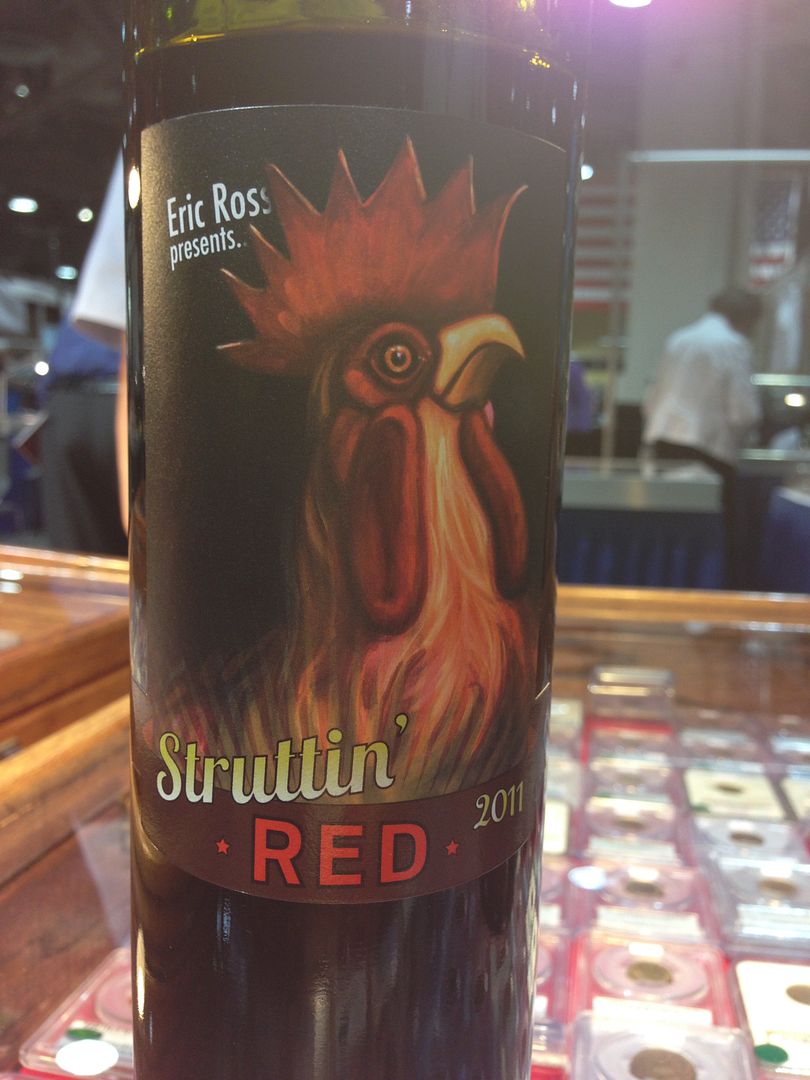 Eric Ross
presents..
Struttin'
2011
RED